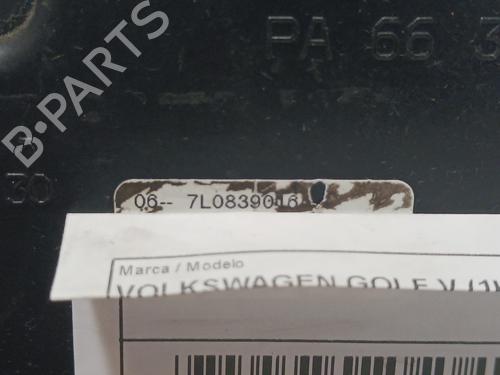 B-Parts
PA 66
30
06-- 7L0839016
Marca / Modelo
VOLKSWAGEN GOLF V